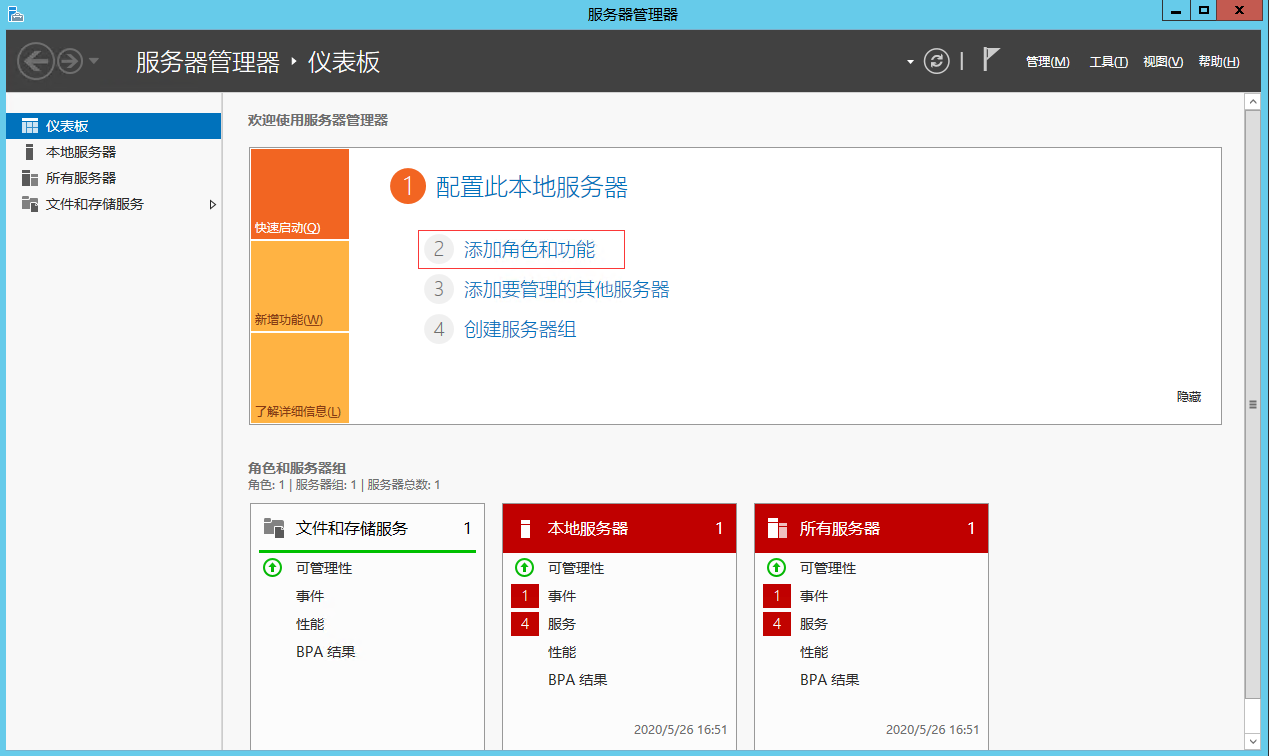 服务器管理器
服务器管理器 · 仪表板
管理(M) 工具(T) 视图(V) 帮助(H)
仪表板
本地服务器
所有服务器
文件和存储服务
欢迎使用服务器管理器
快速启动(Q)
新增功能(W)
了解详细信息(L)
1 配置此本地服务器
2 添加角色和功能
3 添加要管理的其他服务器
4 创建服务器组
隐藏
角色和服务器组
角色: 1 | 服务器组: 1 | 服务器总数: 1
文件和存储服务 1
可管理性
事件
性能
BPA 结果
本地服务器 1
可管理性
1 事件
4 服务
性能
BPA 结果
2020/5/26 16:51
所有服务器 1
可管理性
1 事件
4 服务
性能
BPA 结果
2020/5/26 16:51